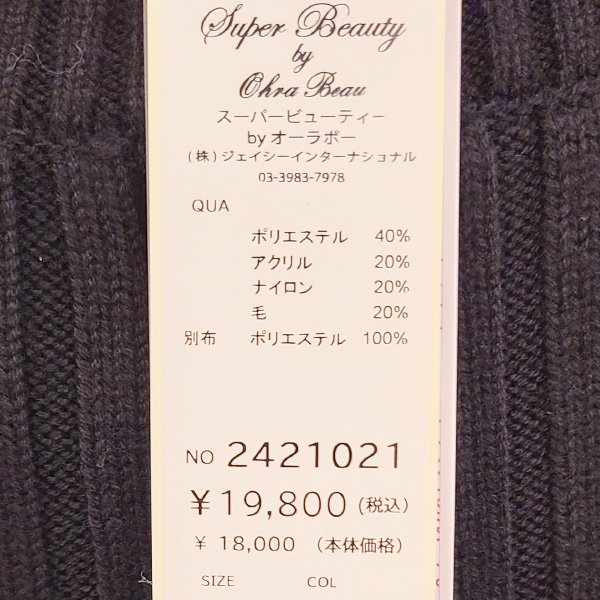 Super Beauty
by
Ohra Beau
スーパービューティー
by オーラボー
(株)ジェイシーインターナショナル
03-3983-7978
QUA
ポリエステル 40%
アクリル 20%
ナイロン 20%
毛 20%
別布 ポリエステル 100%
NO 2421021
¥19,800 (税込)
¥ 18,000 (本体価格)
SIZE COL